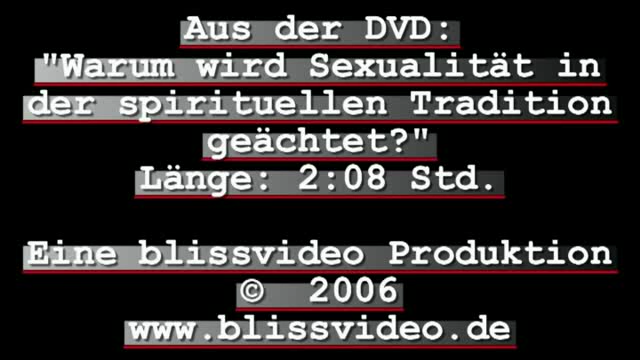 Aus der DVD:
"Warum wird Sexualität in
der spirituellen Tradition
geächtet?"
Länge: 2:08 Std.
Eine blissvideo Produktion
© 2006
www.blissvideo.de